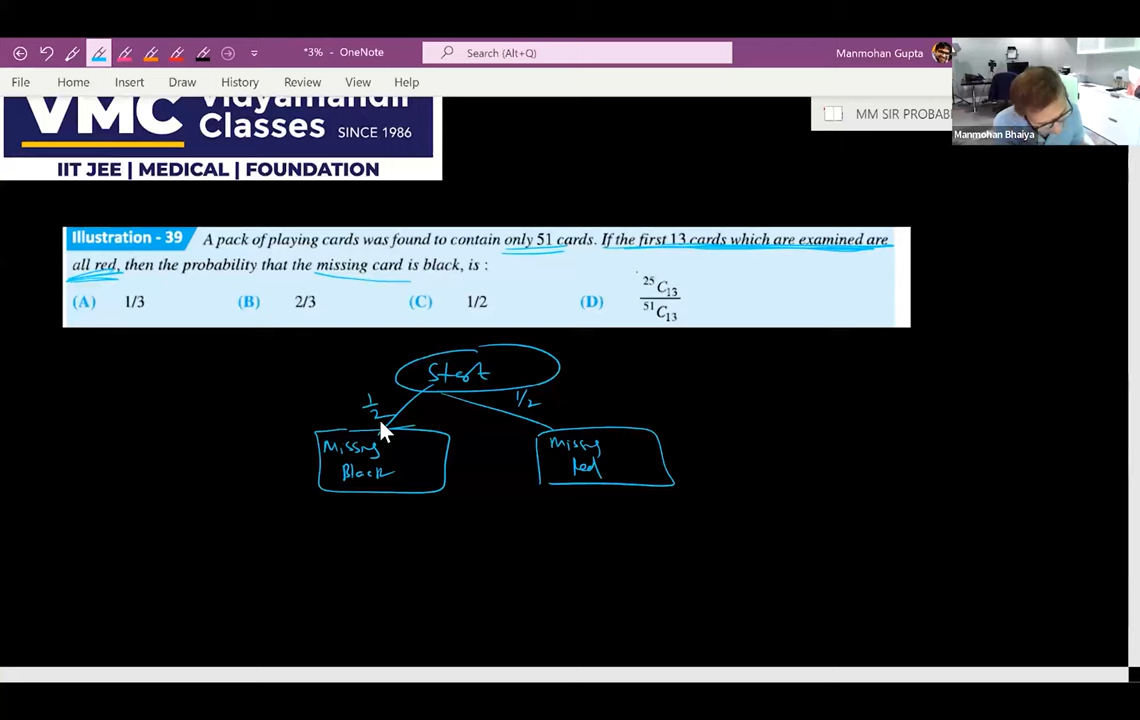 *3% - OneNote
Search (Alt+Q)
Manmohan Gupta
File Home Insert Draw History Review View Help
VMC Vidyamandir
Classes SINCE 1986
IIT JEE | MEDICAL | FOUNDATION
MM SIR PROBABI
Manmohan Bhaiya
Illustration - 39 A pack of playing cards was found to contain only 51 cards. If the first 13 cards which are examined are
all red, then the probability that the missing card is black, is :
(A) 1/3 (B) 2/3 (C) 1/2 (D) ²⁵C₁₃ / ⁵¹C₁₃
Start
1/2 1/2
Missing Black
Missing Red